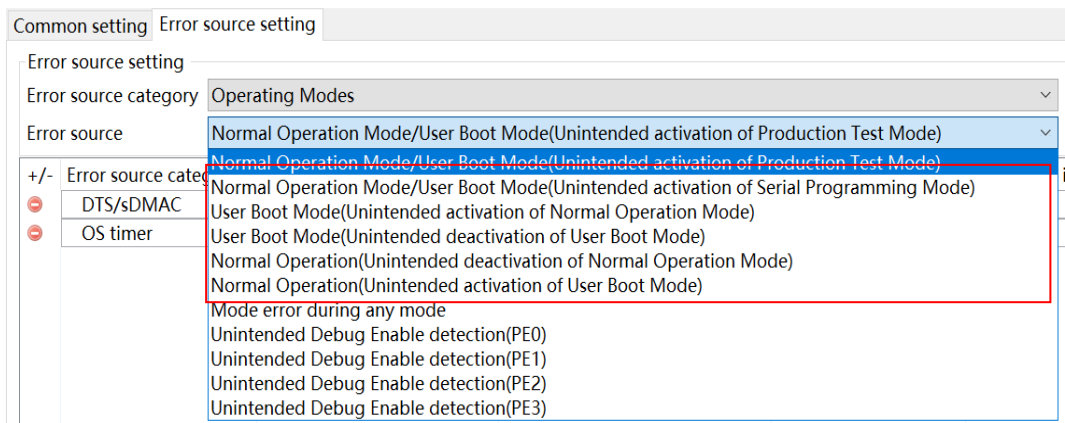 Common setting Error source setting
Error source setting
Error source category Operating Modes
Error source Normal Operation Mode/User Boot Mode(Unintended activation of Production Test Mode)
Normal Operation Mode/User Boot Mode(Unintended activation of Production Test Mode)
+/- Error source categ
Normal Operation Mode/User Boot Mode(Unintended activation of Serial Programming Mode)
DTS/sDMAC
User Boot Mode(Unintended activation of Normal Operation Mode)
OS timer
User Boot Mode(Unintended deactivation of User Boot Mode)
Normal Operation(Unintended deactivation of Normal Operation Mode)
Normal Operation(Unintended activation of User Boot Mode)
Mode error during any mode
Unintended Debug Enable detection(PE0)
Unintended Debug Enable detection(PE1)
Unintended Debug Enable detection(PE2)
Unintended Debug Enable detection(PE3)